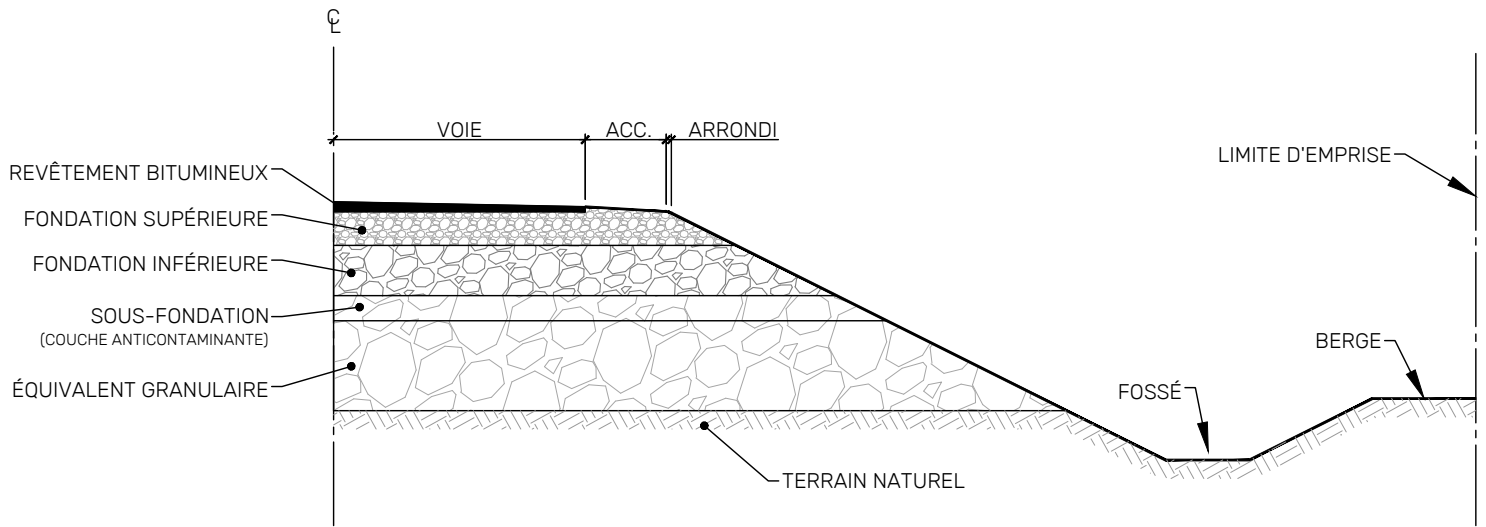 ℄
VOIE
ACC.
ARRONDI
REVÊTEMENT BITUMINEUX
LIMITE D'EMPRISE
FONDATION SUPÉRIEURE
FONDATION INFÉRIEURE
SOUS-FONDATION
(COUCHE ANTICONTAMINANTE)
BERGE
ÉQUIVALENT GRANULAIRE
FOSSÉ
TERRAIN NATUREL